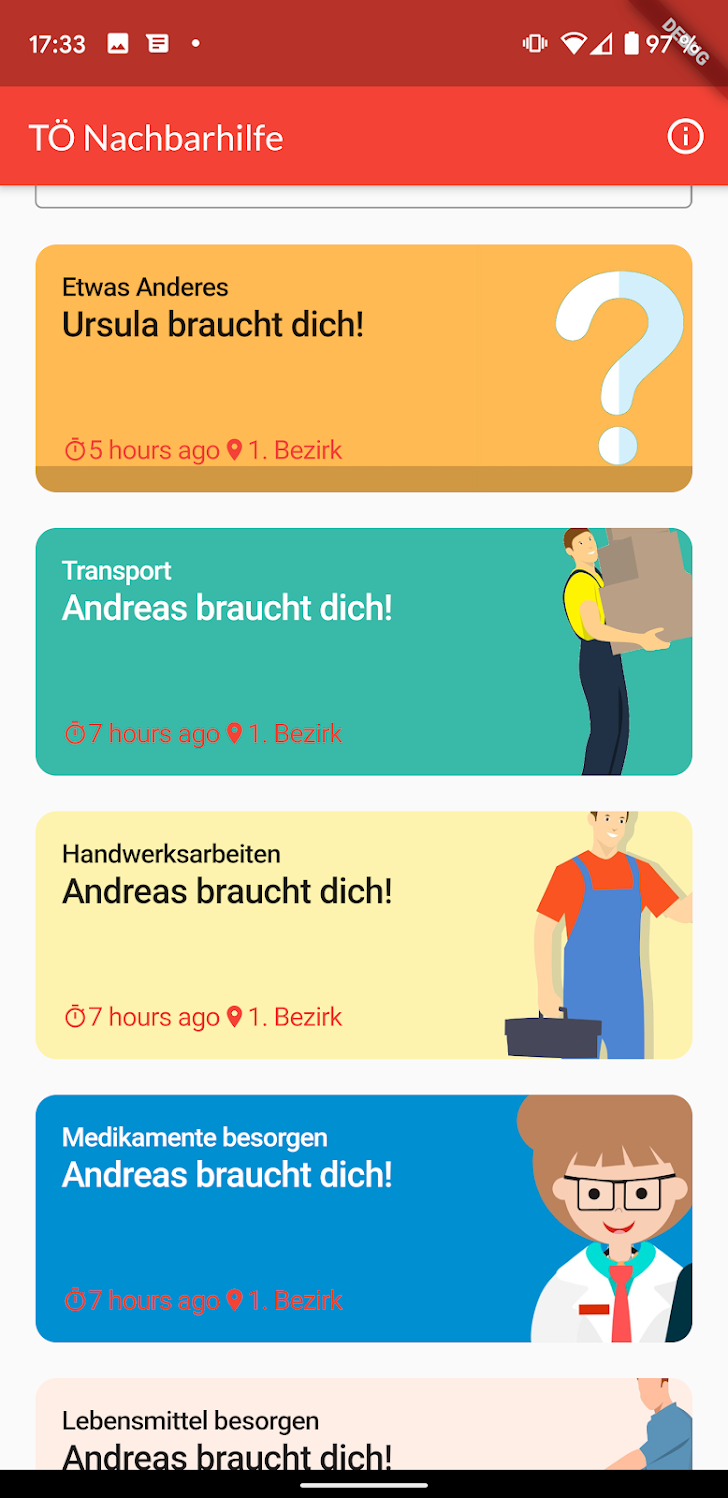 17:33
97 %
DEBUG
TÖ Nachbarhilfe
Etwas Anderes
Ursula braucht dich!
5 hours ago 1. Bezirk
Transport
Andreas braucht dich!
7 hours ago 1. Bezirk
Handwerksarbeiten
Andreas braucht dich!
7 hours ago 1. Bezirk
Medikamente besorgen
Andreas braucht dich!
7 hours ago 1. Bezirk
Lebensmittel besorgen
Andreas braucht dich!